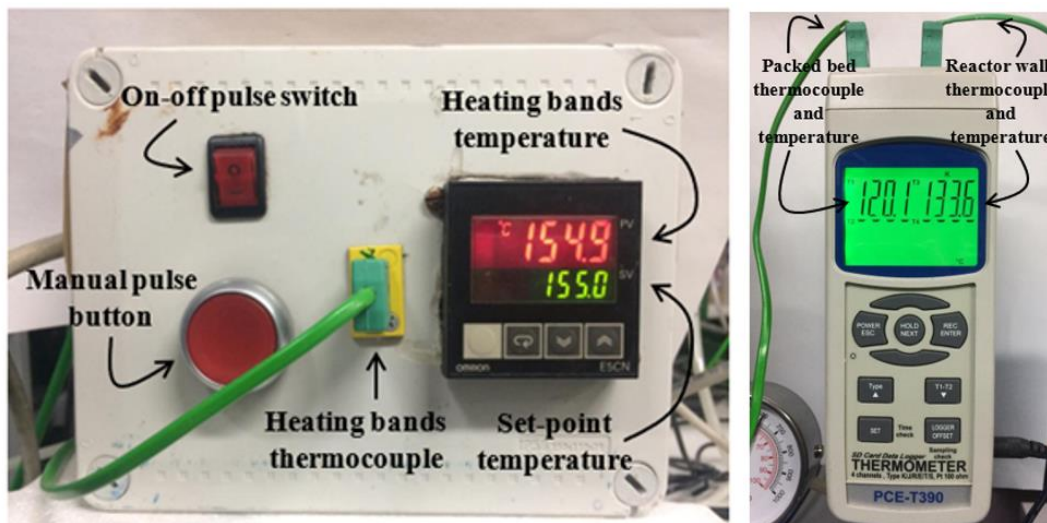 On-off pulse switch
Heating bands
temperature
Manual pulse
button
Heating bands
thermocouple
Set-point
temperature
°C 154.9 PV
155.0 SV
omron E5CN
Packed bed
thermocouple
and
temperature
Reactor wall
thermocouple
and
temperature
T1 120.1 T2 133.6 K
°C
POWER
ESC
HOLD
NEXT
REC
ENTER
Type
T1-T2
SET
Time
check
LOGGER
OFFSET
Sampling
check
SD Card Data Logger
THERMOMETER
4 channels, Type K/J/R/E/T/S, Pt 100 ohm
PCE-T390